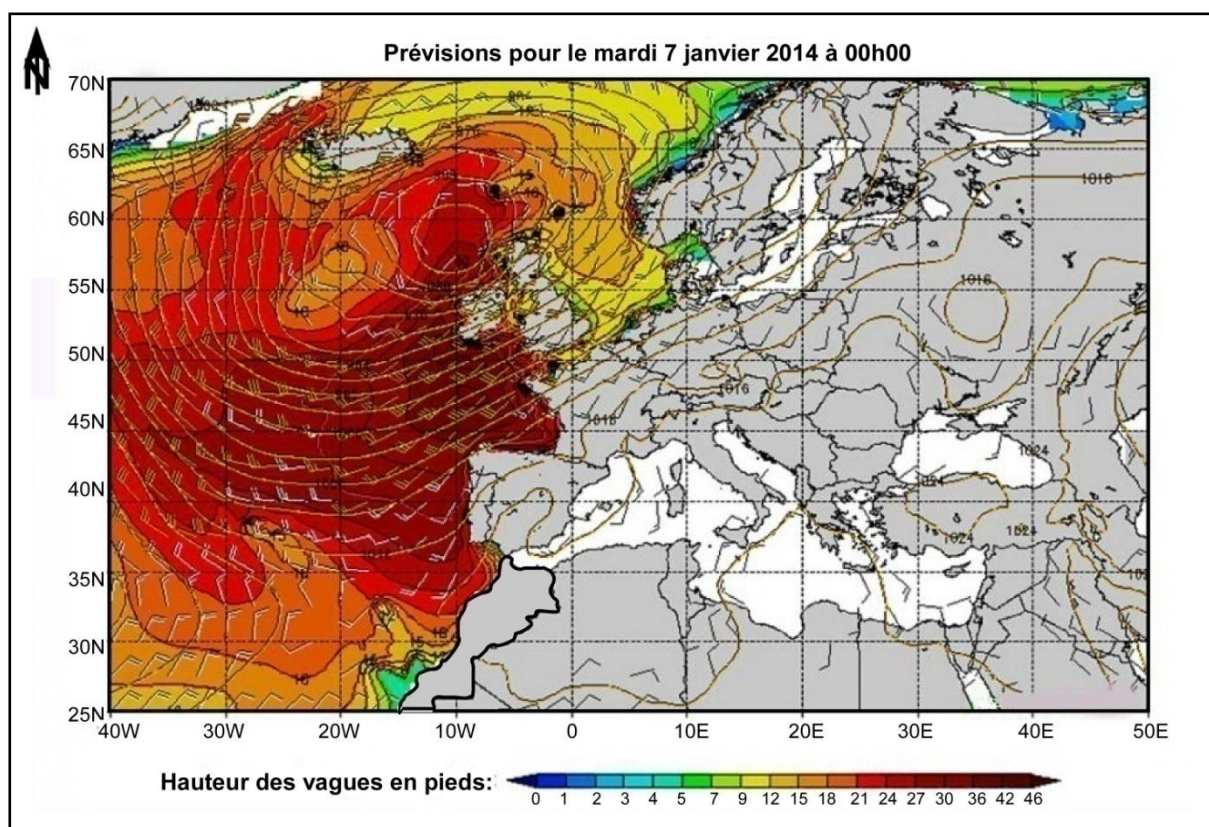 N
Prévisions pour le mardi 7 janvier 2014 à 00h00
70N
65N
60N
55N
50N
45N
40N
35N
30N
25N
1016
1016
1016
1016
1024
1024
1024
1024
40W 30W 20W 10W 0 10E 20E 30E 40E 50E
Hauteur des vagues en pieds:
0 1 2 3 4 5 7 9 12 15 18 21 24 27 30 36 42 46